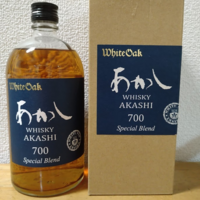 White Oak
あかし
WHISKY
AKASHI
700
Special Blend
White Oak
あかし
WHISKY
AKASHI
700
Special Blend